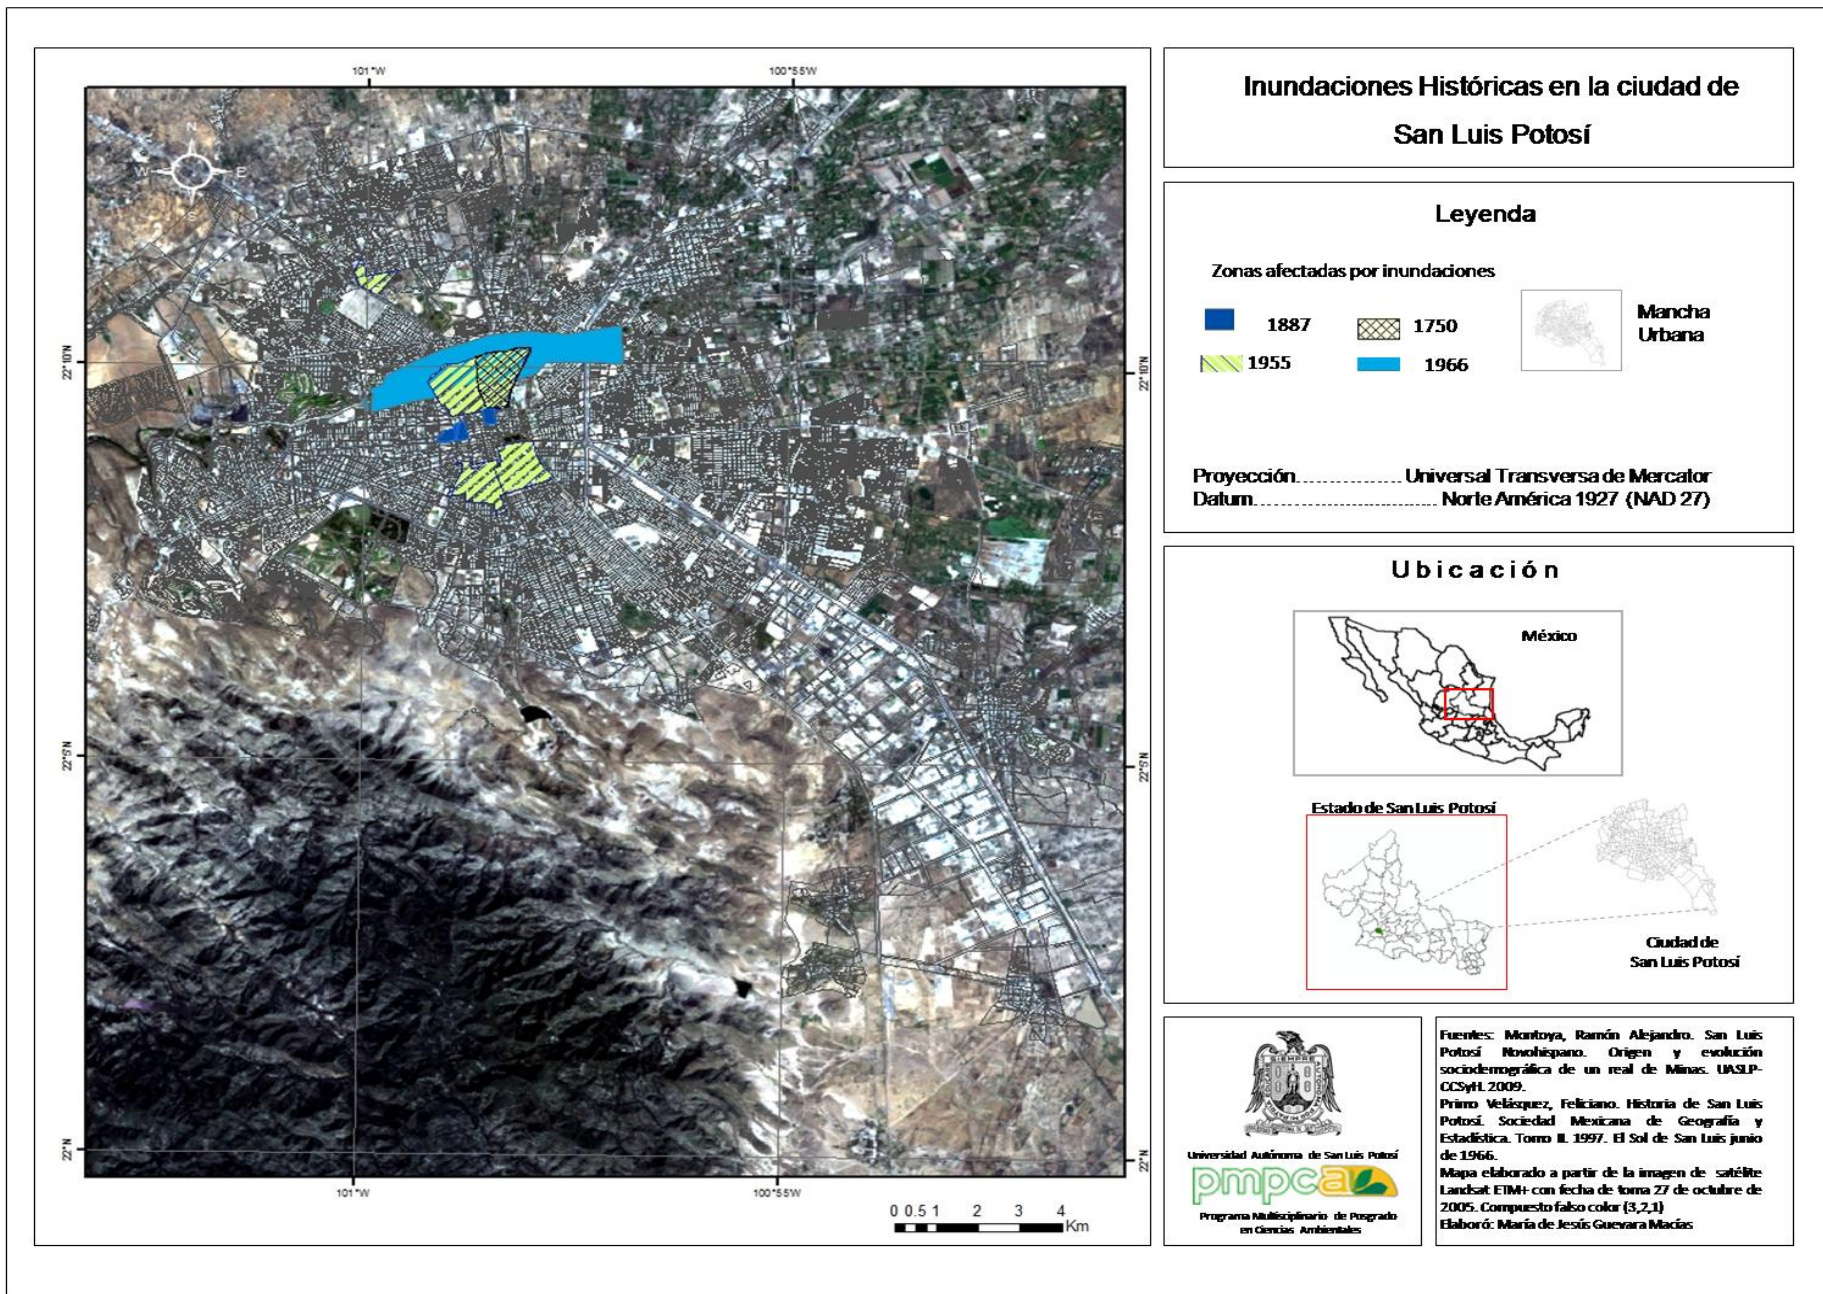 Inundaciones Históricas en la ciudad de
San Luis Potosí
101°W
100°55'W
N
W
E
S
22°10'N
22°10'N
22°5'N
22°5'N
22°N
22°N
101°W
100°55'W
0 0.5 1 2 3 4
Km
Leyenda
Zonas afectadas por inundaciones
1887
1750
1955
1966
Mancha
Urbana
Proyección.................Universal Transversa de Mercator
Datum.............................Norte América 1927 (NAD 27)
Ubicación
México
Estado de San Luis Potosí
Ciudad de
San Luis Potosí
SIEMPRE
Universidad Autónoma de San Luis Potosí
pmpca
Programa Multisciplinario de Posgrado
en Ciencias Ambientales
Fuentes: Montoya, Ramón Alejandro. San Luis
Potosí Novohispano. Origen y evolución
sociodemográfica de un real de Minas. UASLP-
CCSyH. 2009.
Primo Velásquez, Feliciano. Historia de San Luis
Potosí. Sociedad Mexicana de Geografía y
Estadística. Tomo II. 1997. El Sol de San Luis junio
de 1966.
Mapa elaborado a partir de la imagen de satélite
Landsat ETM+ con fecha de toma 27 de octubre de
2005. Compuesto falso color (3,2,1)
Elaboró: María de Jesús Guevara Macías